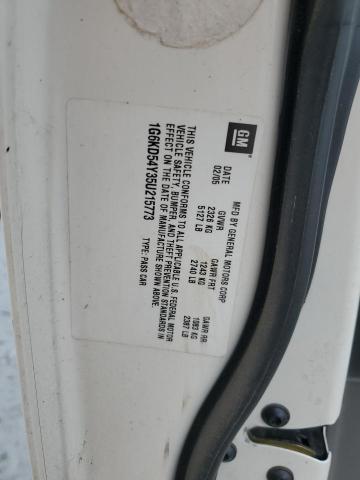 GM
MFD BY GENERAL MOTORS CORP
DATE GVWR GAWR FRT GAWR RR
02/05 2326 KG 1243 KG 1083 KG
5127 LB 2740 LB 2387 LB
THIS VEHICLE CONFORMS TO ALL APPLICABLE U.S. FEDERAL MOTOR
VEHICLE SAFETY, BUMPER, AND THEFT PREVENTION STANDARDS IN
EFFECT ON THE DATE OF MANUFACTURE SHOWN ABOVE.
1G6KD54Y35U215773 TYPE: PASS CAR